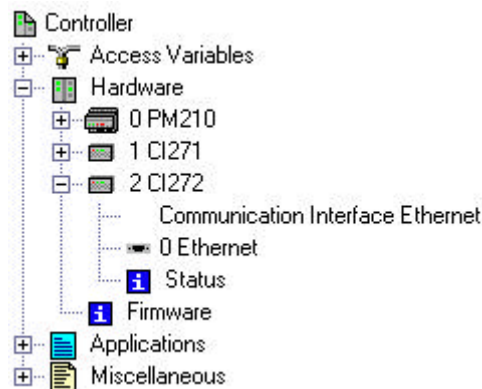 Controller
Access Variables
Hardware
0 PM210
1 CI271
2 CI272
Communication Interface Ethernet
0 Ethernet
Status
Firmware
Applications
Miscellaneous